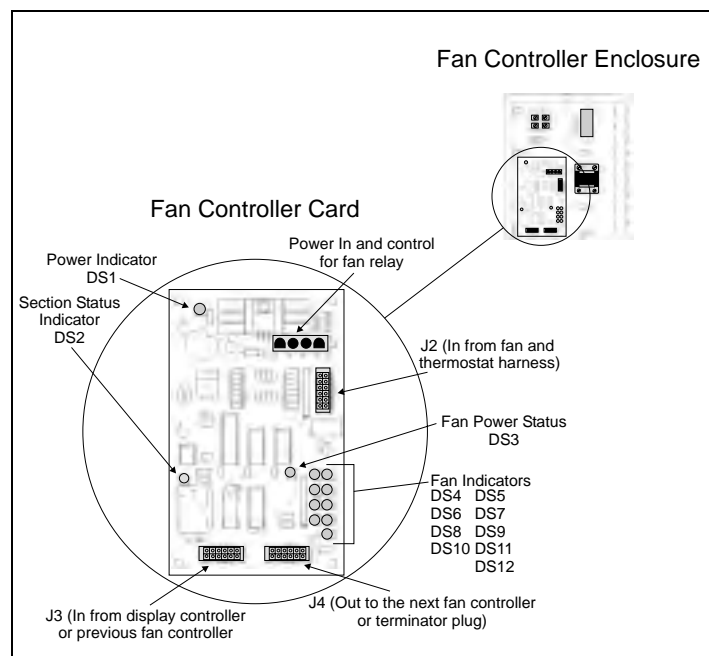 Fan Controller Enclosure
Fan Controller Card
Power In and control
for fan relay
Power Indicator
DS1
Section Status
Indicator
DS2
J2 (In from fan and
thermostat harness)
Fan Power Status
DS3
Fan Indicators
DS4 DS5
DS6 DS7
DS8 DS9
DS10 DS11
DS12
J3 (In from display controller
or previous fan controller
J4 (Out to the next fan controller
or terminator plug)